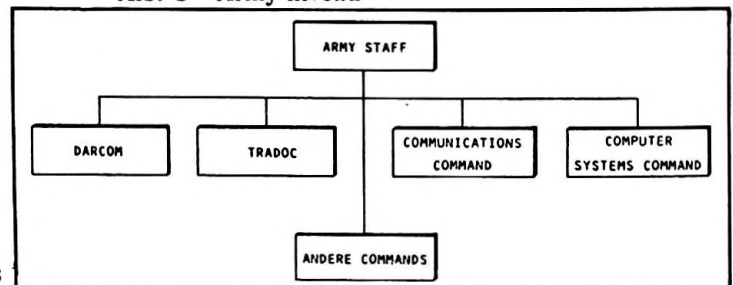 ARMY STAFF
DARCOM
TRADOC
COMMUNICATIONS
COMMAND
COMPUTER
SYSTEMS COMMAND
ANDERE COMMANDS